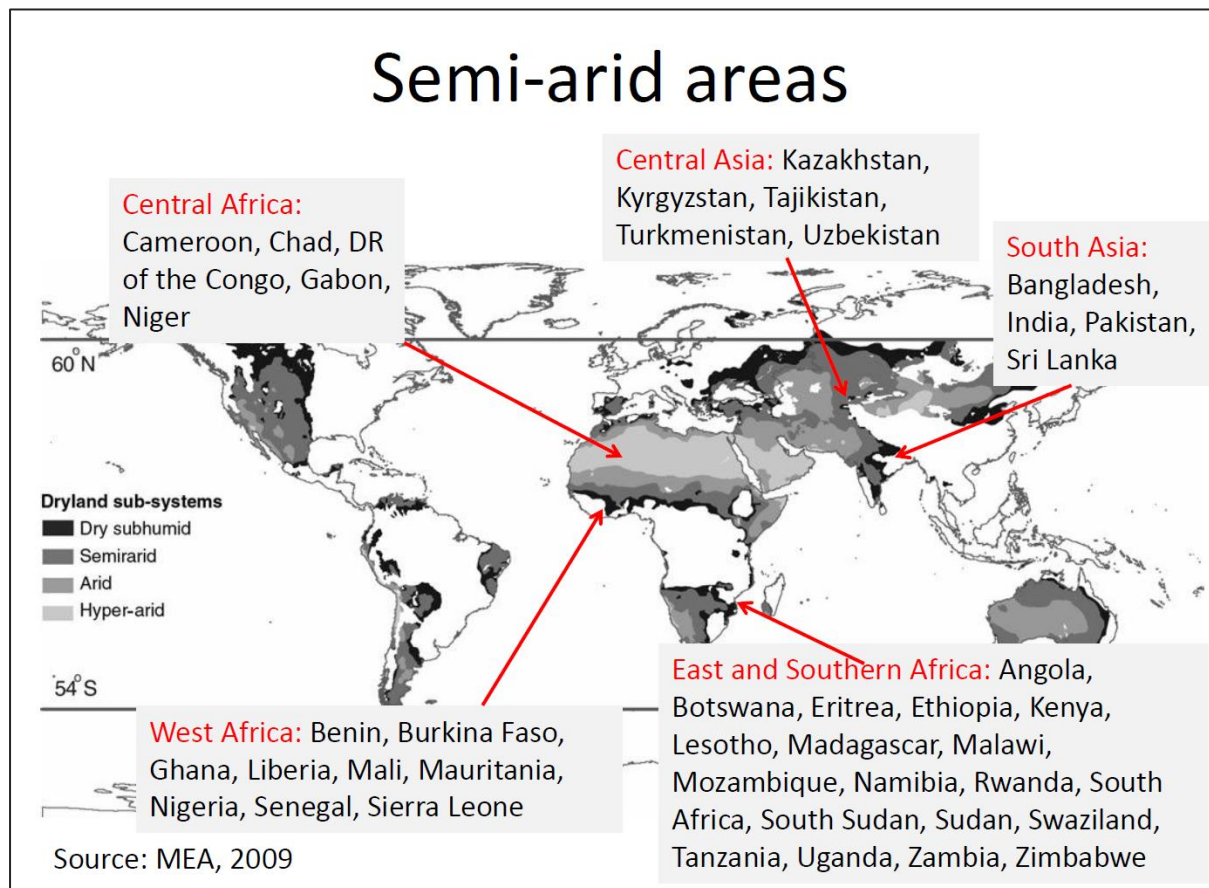 Semi-arid areas
Central Africa:
Cameroon, Chad, DR
of the Congo, Gabon,
Niger
Central Asia: Kazakhstan,
Kyrgyzstan, Tajikistan,
Turkmenistan, Uzbekistan
South Asia:
Bangladesh,
India, Pakistan,
Sri Lanka
60°N
Dryland sub-systems
Dry subhumid
Semirarid
Arid
Hyper-arid
54°S
West Africa: Benin, Burkina Faso,
Ghana, Liberia, Mali, Mauritania,
Nigeria, Senegal, Sierra Leone
East and Southern Africa: Angola,
Botswana, Eritrea, Ethiopia, Kenya,
Lesotho, Madagascar, Malawi,
Mozambique, Namibia, Rwanda, South
Africa, South Sudan, Sudan, Swaziland,
Tanzania, Uganda, Zambia, Zimbabwe
Source: MEA, 2009